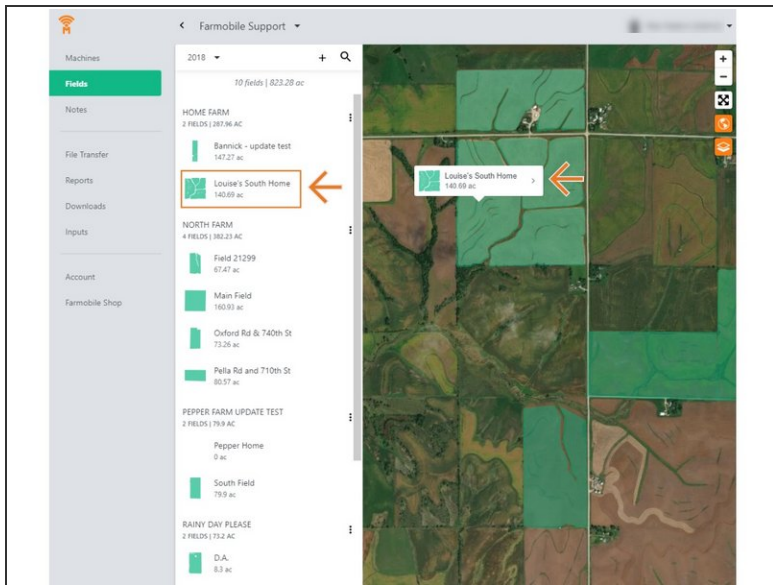 Farmobile Support
Machines
Fields
Notes
File Transfer
Reports
Downloads
Inputs
Account
Farmobile Shop
2018
+
10 fields | 823.28 ac
HOME FARM
2 FIELDS | 287.96 AC
Bannick - update test
147.27 ac
Louise's South Home
140.69 ac
NORTH FARM
4 FIELDS | 382.23 AC
Field 21299
67.47 ac
Main Field
160.93 ac
Oxford Rd & 740th St
73.26 ac
Pella Rd and 710th St
80.57 ac
PEPPER FARM UPDATE TEST
2 FIELDS | 79.9 AC
Pepper Home
0 ac
South Field
79.9 ac
RAINY DAY PLEASE
2 FIELDS | 73.2 AC
D.A.
8.3 ac
Louise's South Home
140.69 ac
+
−